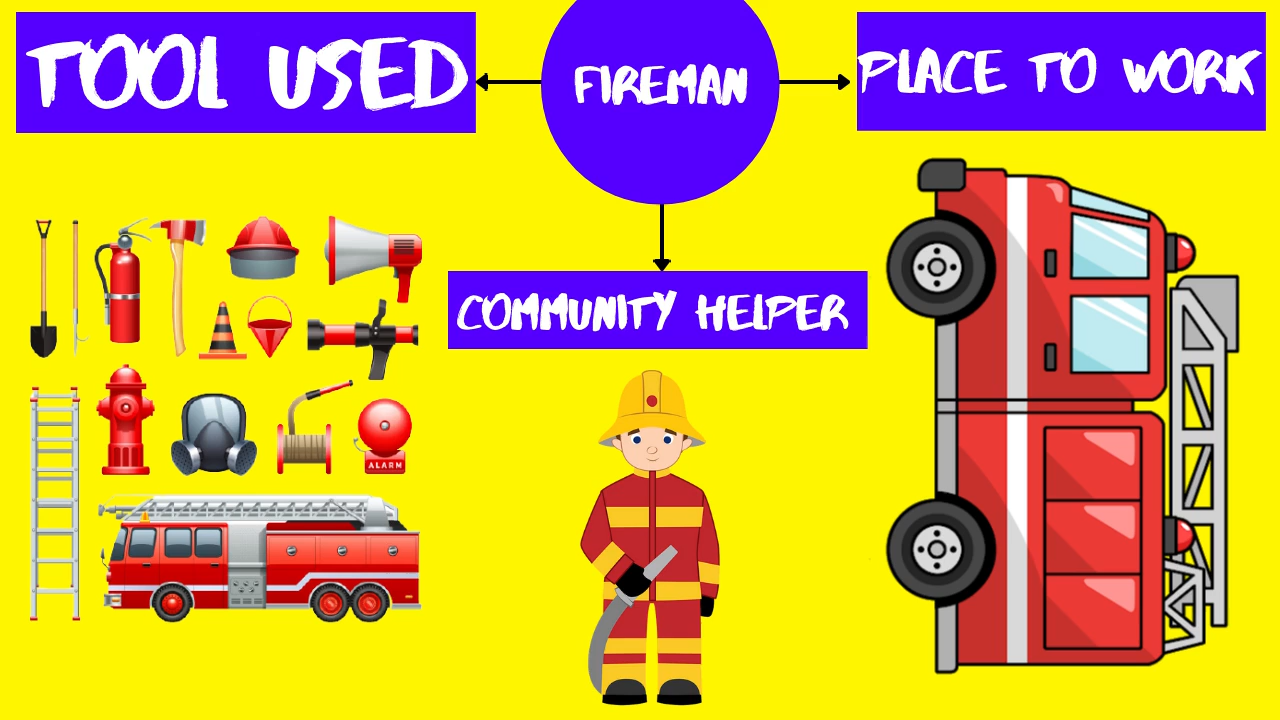 TOOL USED
FIREMAN
PLACE TO WORK
COMMUNITY HELPER
ALARM